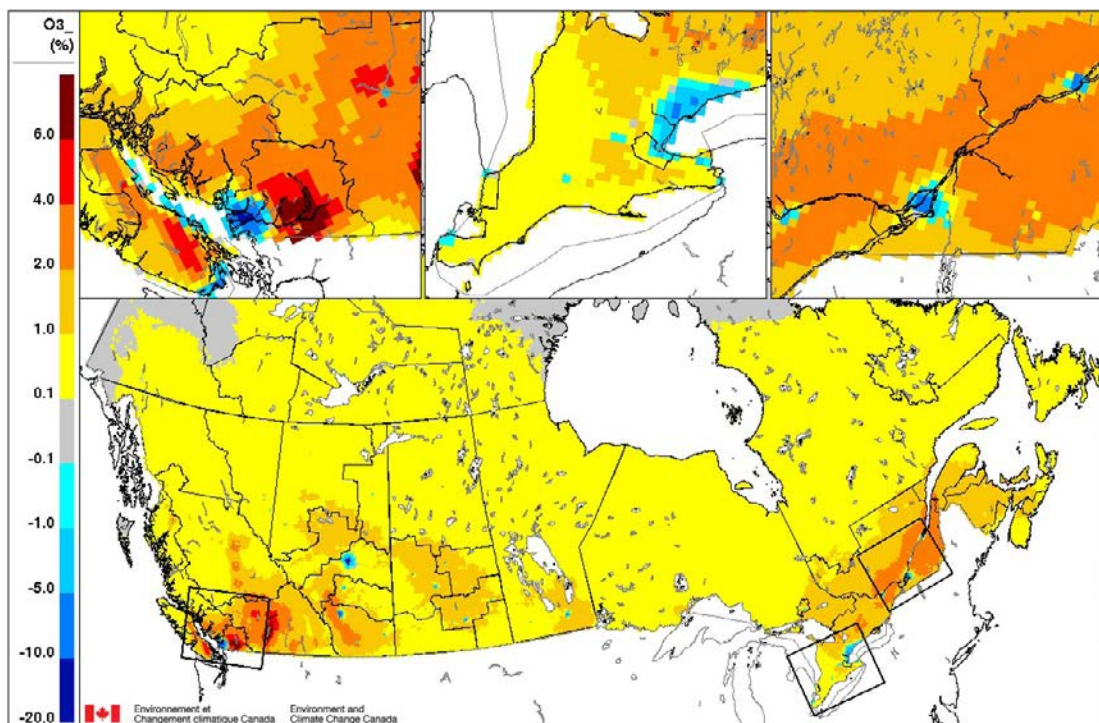 O3_
(%)
6.0
4.0
2.0
1.0
0.1
-0.1
-1.0
-5.0
-10.0
-20.0
Environnement et
Changement climatique Canada
Environment and
Climate Change Canada